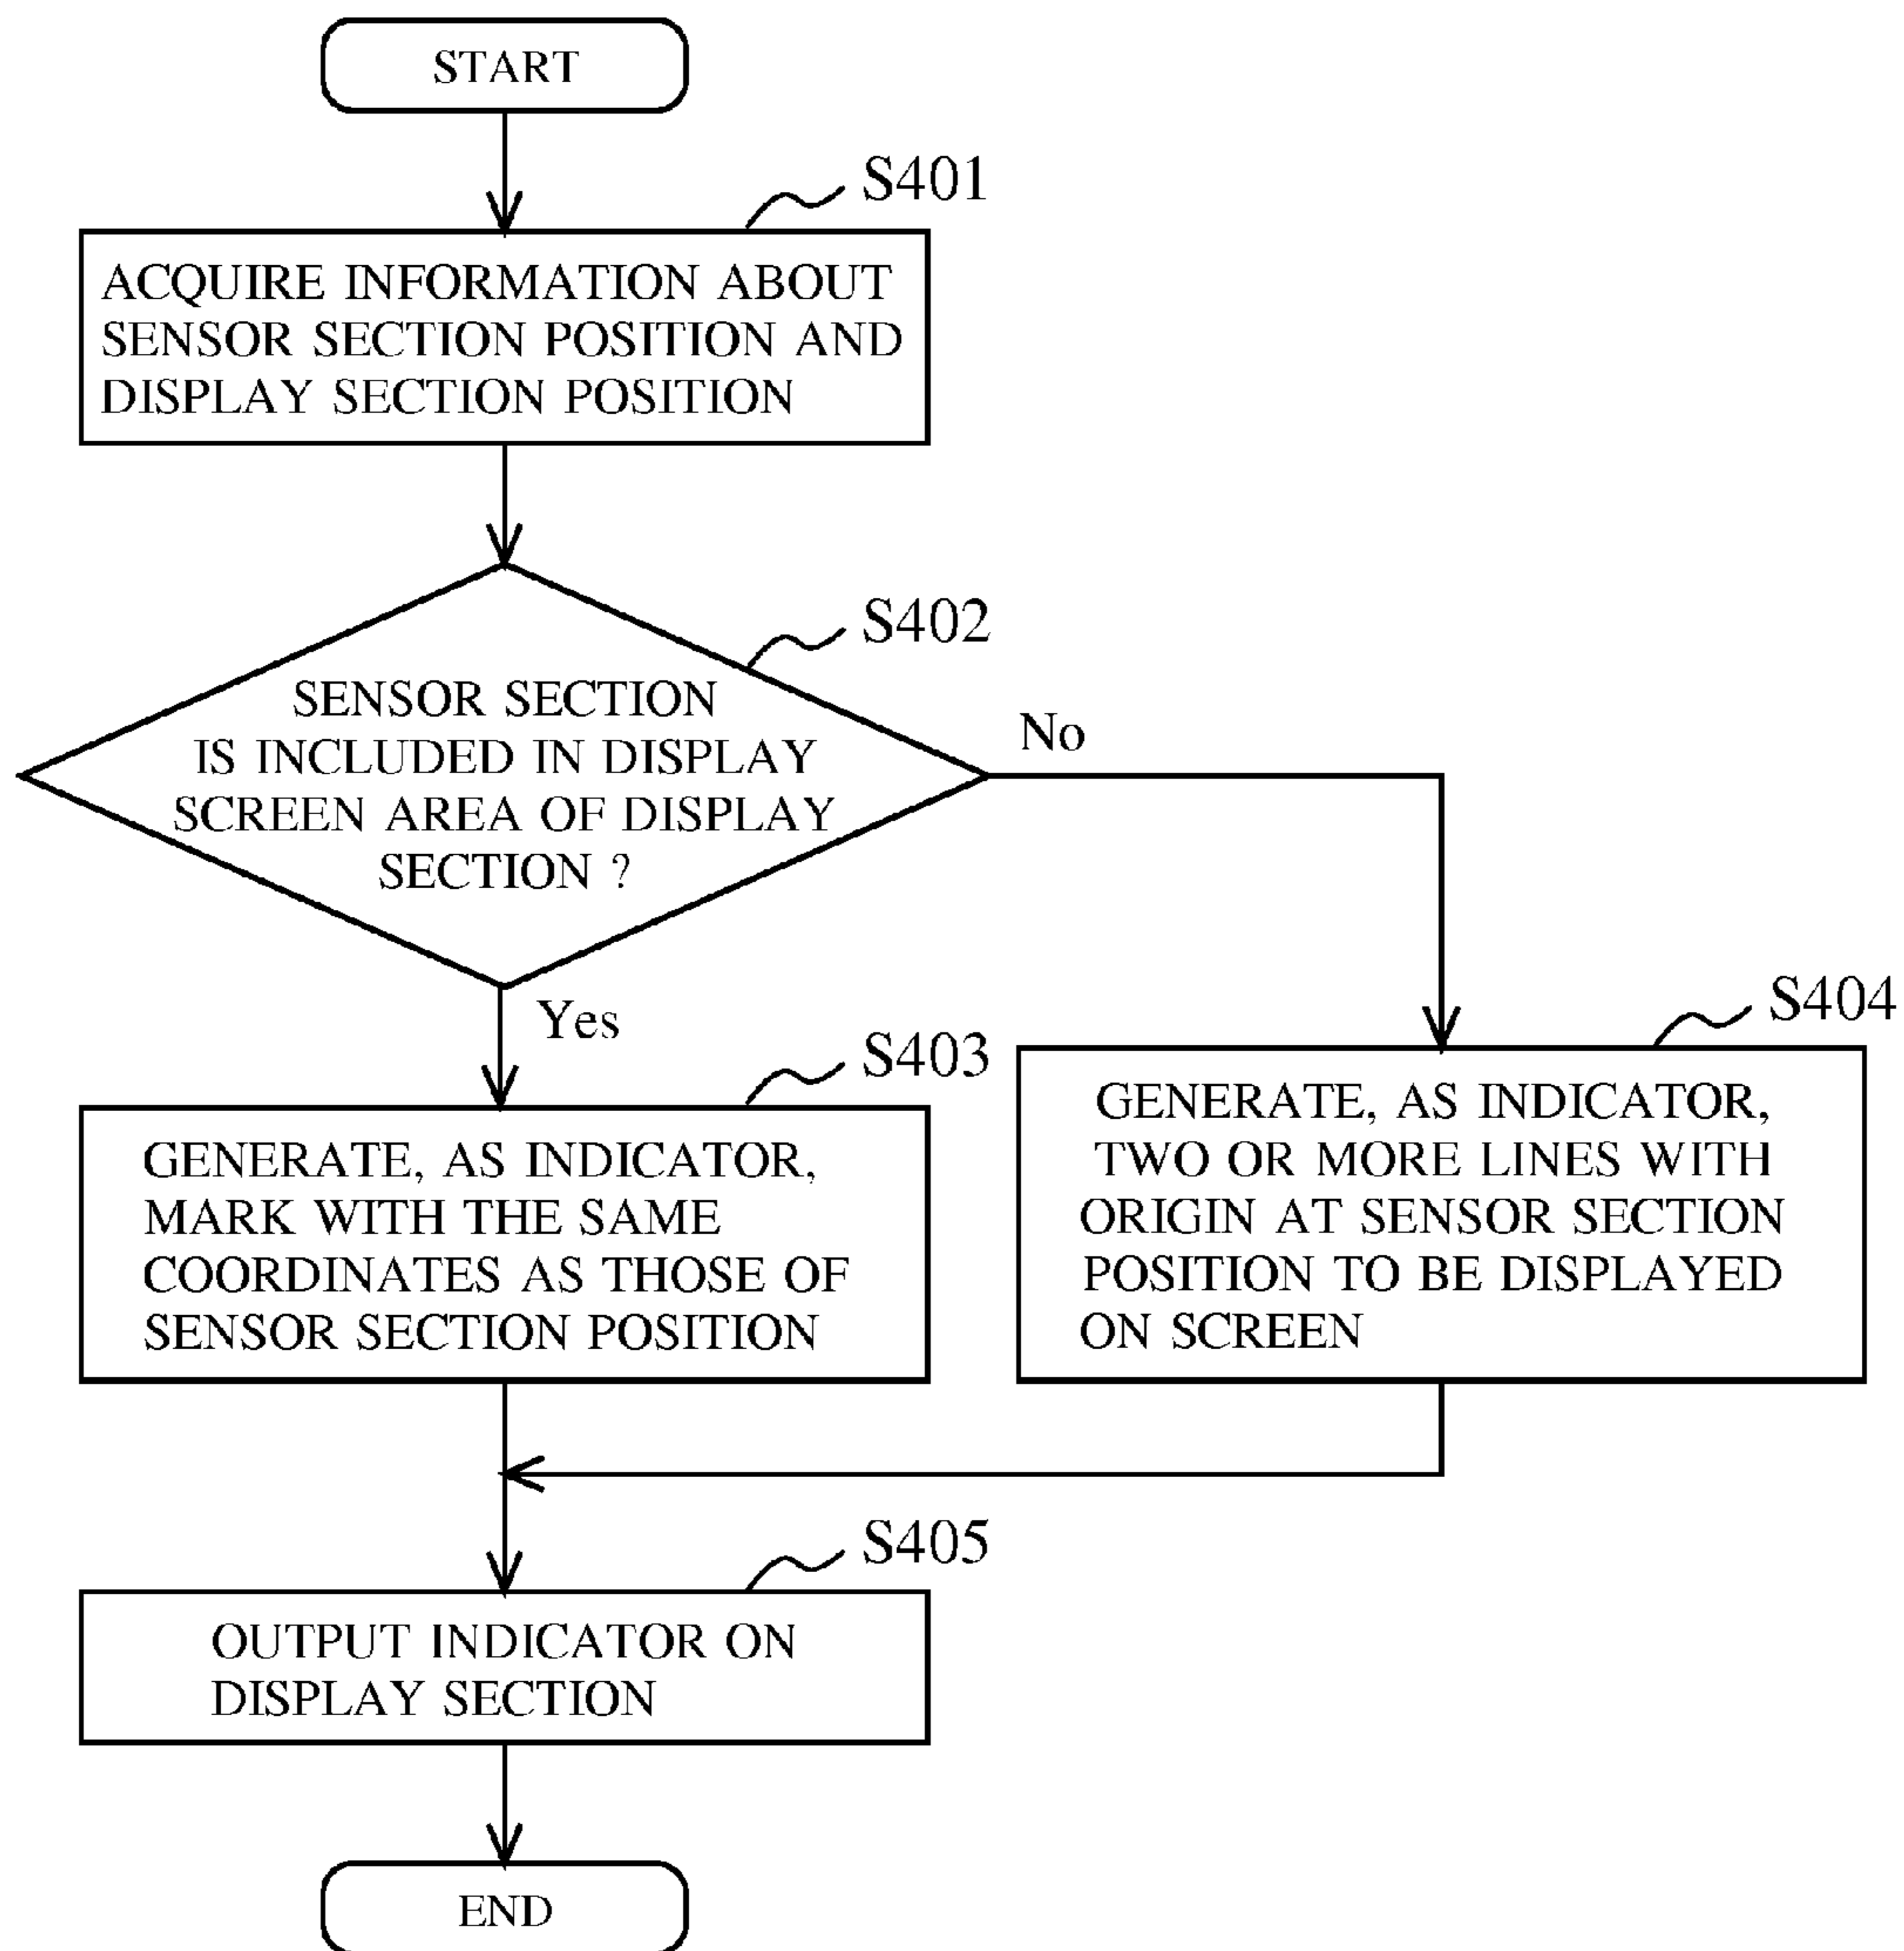 START
S401
ACQUIRE INFORMATION ABOUT
SENSOR SECTION POSITION AND
DISPLAY SECTION POSITION
S402
SENSOR SECTION
IS INCLUDED IN DISPLAY
SCREEN AREA OF DISPLAY
SECTION ?
No
Yes
S403
GENERATE, AS INDICATOR,
MARK WITH THE SAME
COORDINATES AS THOSE OF
SENSOR SECTION POSITION
S404
GENERATE, AS INDICATOR,
TWO OR MORE LINES WITH
ORIGIN AT SENSOR SECTION
POSITION TO BE DISPLAYED
ON SCREEN
S405
OUTPUT INDICATOR ON
DISPLAY SECTION
END